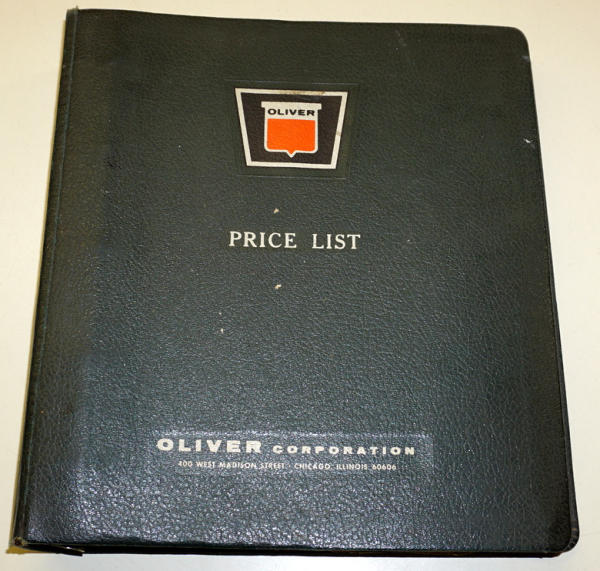 OLIVER
PRICE LIST
OLIVER CORPORATION
400 WEST MADISON STREET · CHICAGO, ILLINOIS 60606